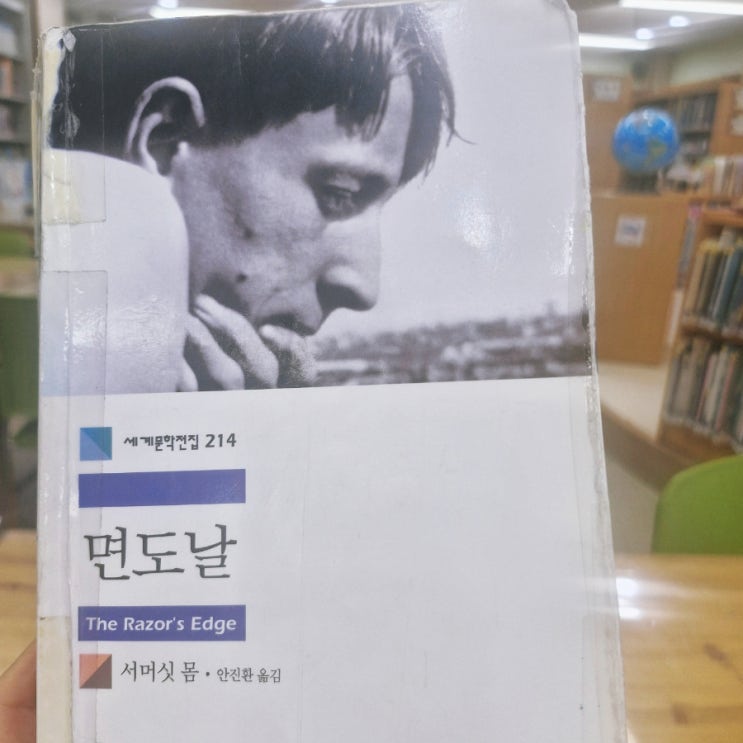 세계문학전집 214
면도날
The Razor's Edge
서머싯 몸 · 안진환 옮김